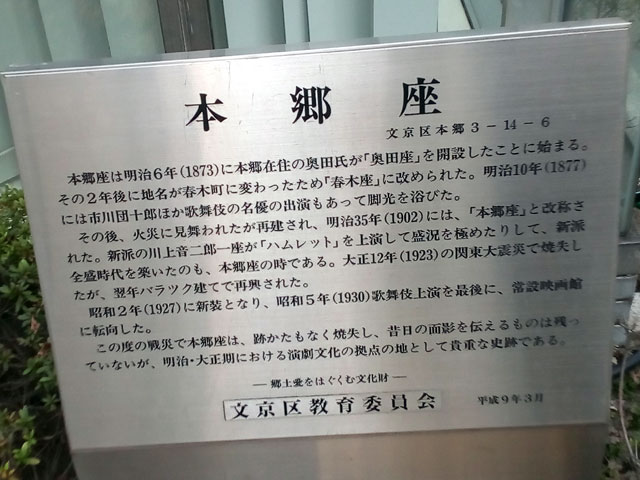 本郷座
文京区本郷3-14-6
本郷座は明治6年(1873)に本郷在住の奥田氏が「奥田座」を開設したことに始まる。
その2年後に地名が春木町に変わったため「春木座」に改められた。明治10年(1877)
には市川団十郎ほか歌舞伎の名優の出演もあって脚光を浴びた。
その後、火災に見舞われたが再建され、明治35年(1902)には、「本郷座」と改称さ
れた。新派の川上音二郎一座が「ハムレット」を上演して盛況を極めたりして、新派
全盛時代を築いたのも、本郷座の時である。大正12年(1923)の関東大震災で焼失し
たが、翌年バラック建てで再興された。
昭和2年(1927)に新装となり、昭和5年(1930)歌舞伎上演を最後に、常設映画館
に転向した。
この度の戦災で本郷座は、跡かたもなく焼失し、昔日の面影を伝えるものは残っ
ていないが、明治・大正期における演劇文化の拠点の地として貴重な史跡である。
―郷土愛をはぐくむ文化財―
文京区教育委員会 平成9年3月